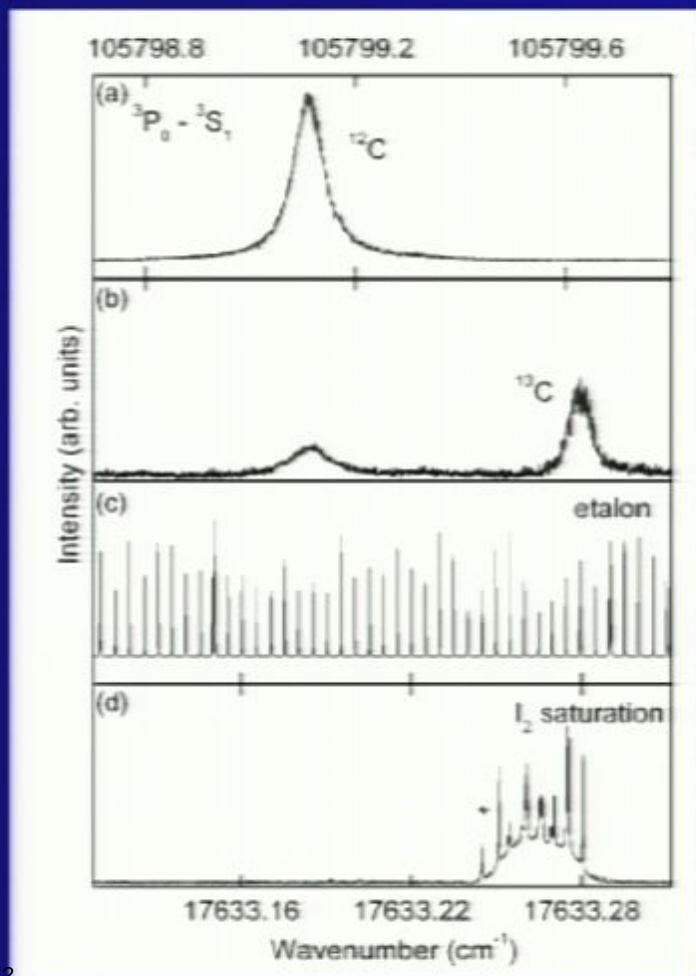 105798.8 105799.2 105799.6
(a)
³P₀ - ³S₁
¹²C
(b)
¹³C
Intensity (arb. units)
(c)
etalon
(d)
I₂ saturation
17633.16 17633.22 17633.28
Wavenumber (cm⁻¹)
2